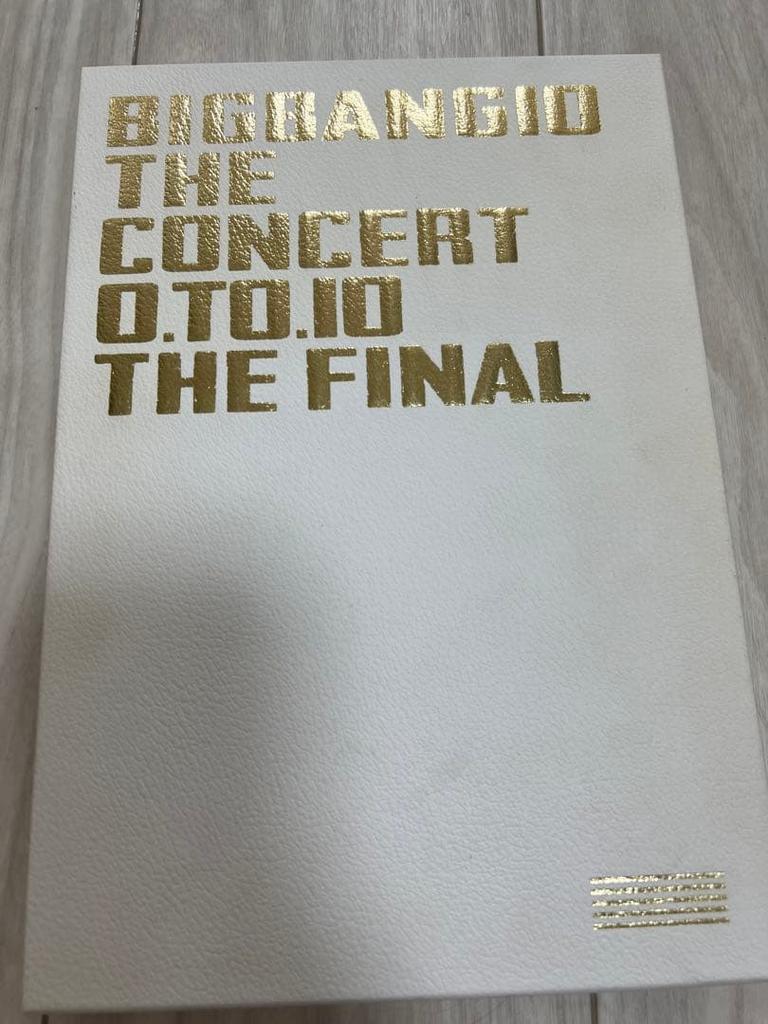 BIGBANG10
THE
CONCERT
0.TO.10
THE FINAL